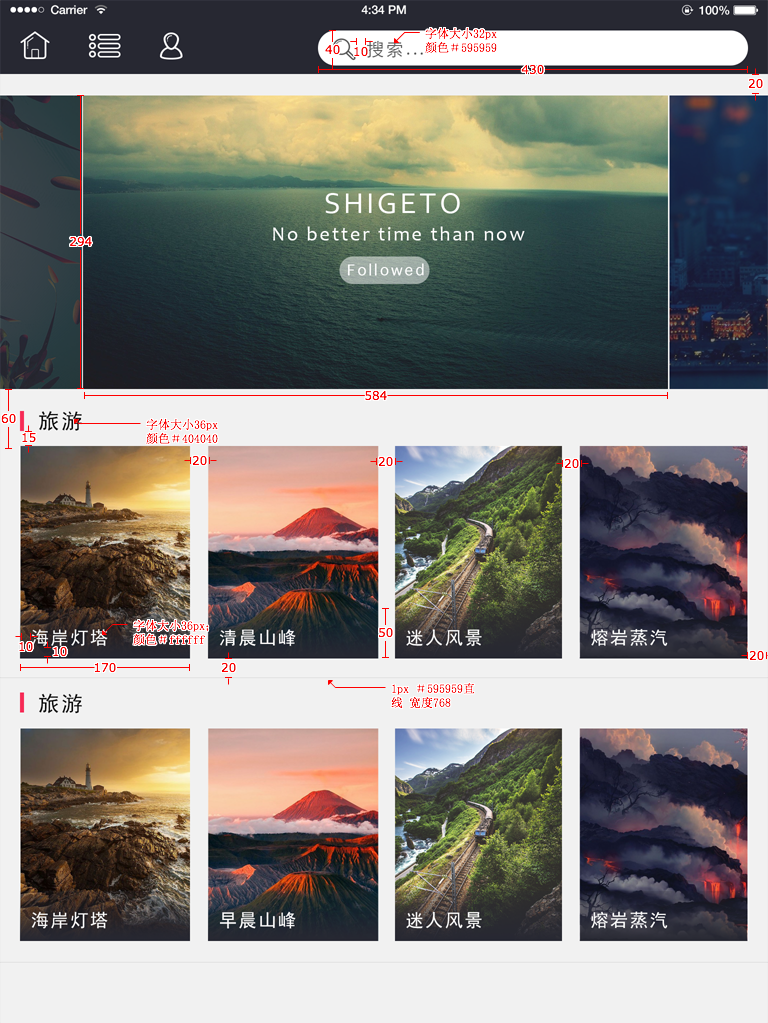 ●●●●○ Carrier 4:34 PM 100%
搜索...
字体大小32px
颜色＃595959
40
10
430
20
SHIGETO
No better time than now
Followed
294
584
60
旅游
字体大小36px
颜色＃404040
15
20
20
20
海岸灯塔
清晨山峰
迷人风景
熔岩蒸汽
字体大小36px，
颜色＃ffffff
10
10
50
170
20
20
1px ＃595959直
线 宽度768
旅游
海岸灯塔
早晨山峰
迷人风景
熔岩蒸汽